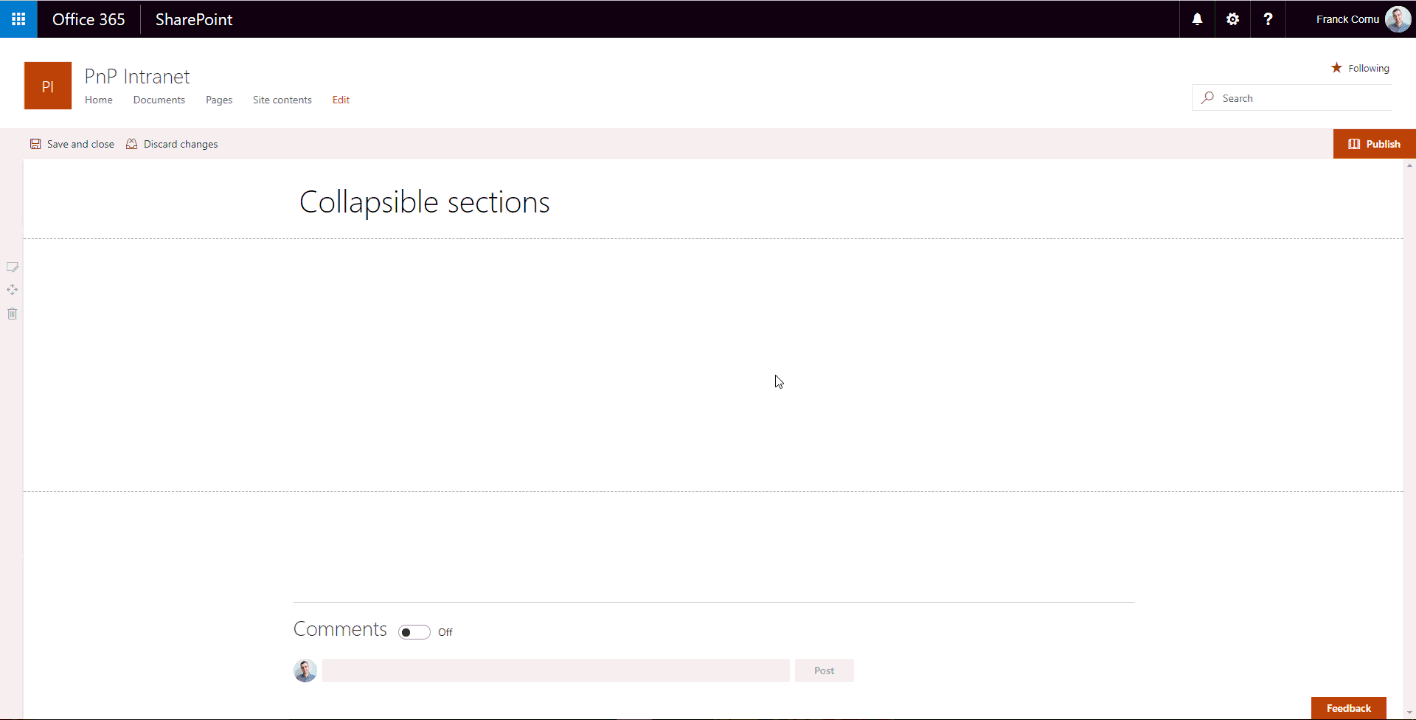 Office 365 SharePoint ? Franck Cornu
PI PnP Intranet Following
Home Documents Pages Site contents Edit
Search
Save and close Discard changes Publish
Collapsible sections
Comments Off
Post
Feedback